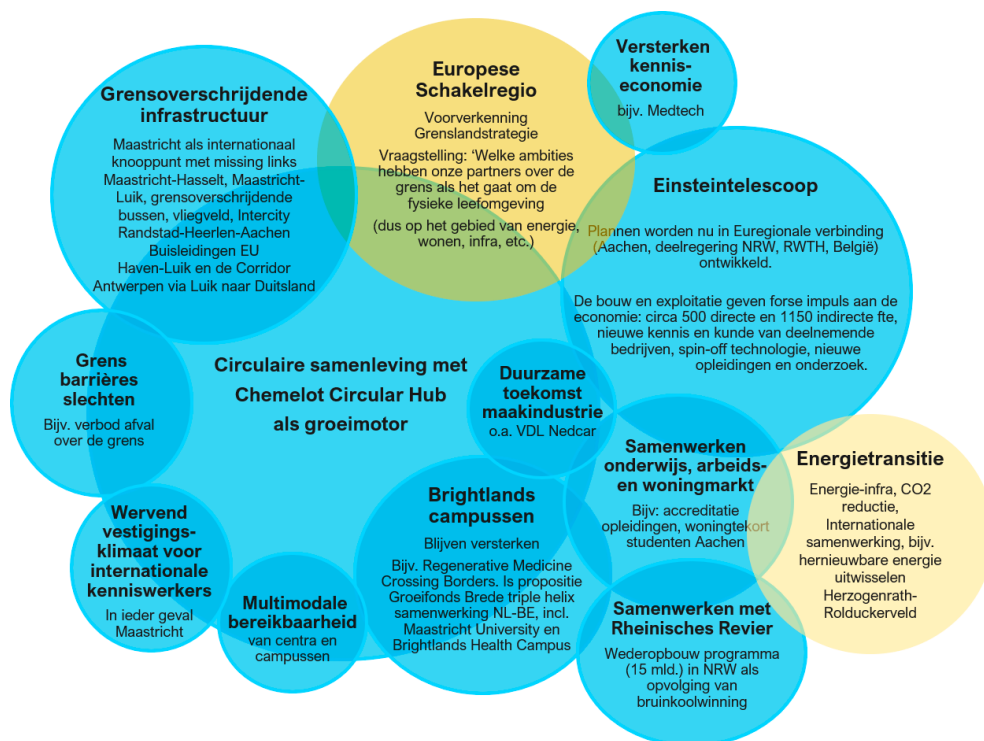 Grensoverschrijdende
infrastructuur
Maastricht als internationaal
knooppunt met missing links
Maastricht-Hasselt, Maastricht-
Luik, grensoverschrijdende
bussen, vliegveld, Intercity
Randstad-Heerlen-Aachen
Buisleidingen EU
Haven-Luik en de Corridor
Antwerpen via Luik naar Duitsland
Europese
Schakelregio
Voorverkenning
Grenslandstrategie
Vraagstelling: ‘Welke ambities
hebben onze partners over de
grens als het gaat om de
fysieke leefomgeving
(dus op het gebied van energie,
wonen, infra, etc.)
Versterken
kennis-
economie
bijv. Medtech
Einsteintelescoop
Plannen worden nu in Euregionale verbinding
(Aachen, deelregering NRW, RWTH, België)
ontwikkeld.
De bouw en exploitatie geven forse impuls aan de
economie: circa 500 directe en 1150 indirecte fte,
nieuwe kennis en kunde van deelnemende
bedrijven, spin-off technologie, nieuwe
opleidingen en onderzoek.
Grens
barrières
slechten
Bijv. verbod afval
over de grens
Circulaire samenleving met
Chemelot Circular Hub
als groeimotor
Duurzame
toekomst
maakindustrie
o.a. VDL Nedcar
Samenwerken
onderwijs, arbeids-
en woningmarkt
Bijv: accreditatie
opleidingen, woningtekort
studenten Aachen
Energietransitie
Energie-infra, CO2
reductie,
Internationale
samenwerking, bijv.
hernieuwbare energie
uitwisselen
Herzogenrath-
Rolduckerveld
Wervend
vestigings-
klimaat voor
internationale
kenniswerkers
In ieder geval
Maastricht
Multimodale
bereikbaarheid
van centra en
campussen
Brightlands
campussen
Blijven versterken
Bijv. Regenerative Medicine
Crossing Borders. Is propositie
Groeifonds Brede triple helix
samenwerking NL-BE, incl.
Maastricht University en
Brightlands Health Campus
Samenwerken met
Rheinisches Revier
Wederopbouw programma
(15 mld.) in NRW als
opvolging van
bruinkoolwinning